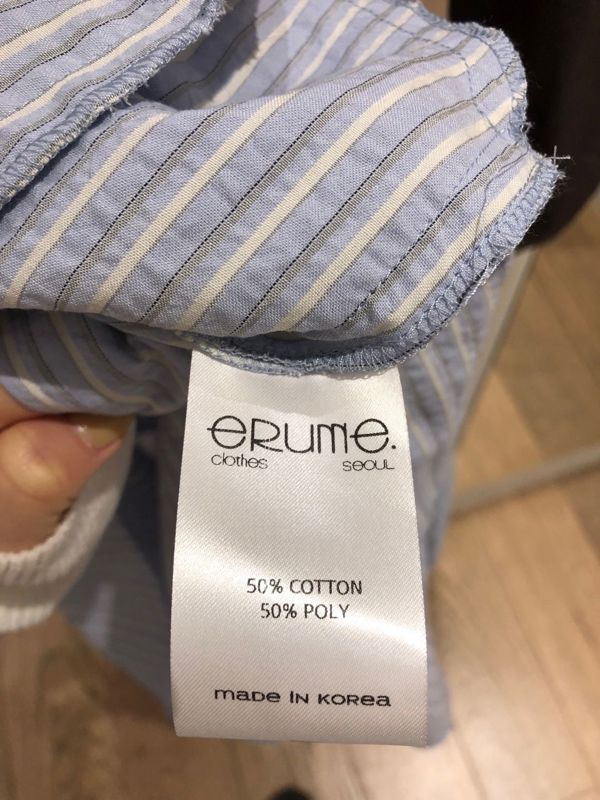 eRUme.
clothes SEOUL
50% COTTON
50% POLY
made IN KOREA